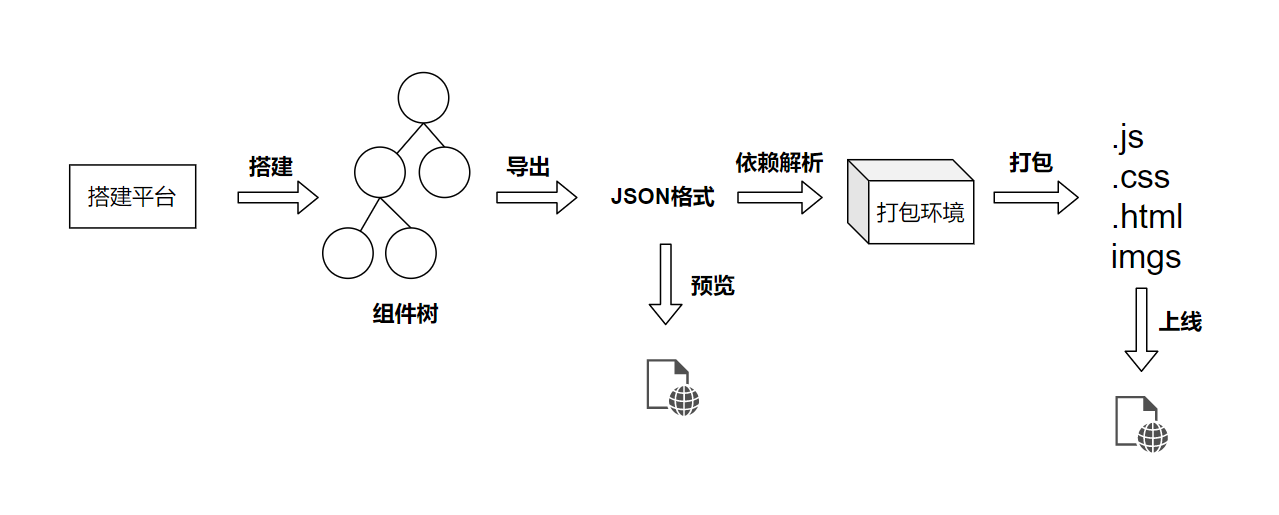 搭建平台
搭建
组件树
导出
JSON格式
预览
依赖解析
打包环境
打包
.js
.css
.html
imgs
上线